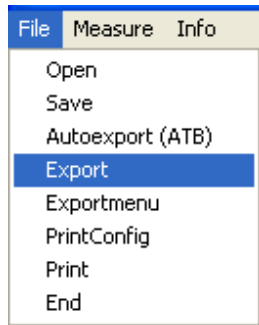 File Measure Info
Open
Save
Autoexport (ATB)
Export
Exportmenu
PrintConfig
Print
End